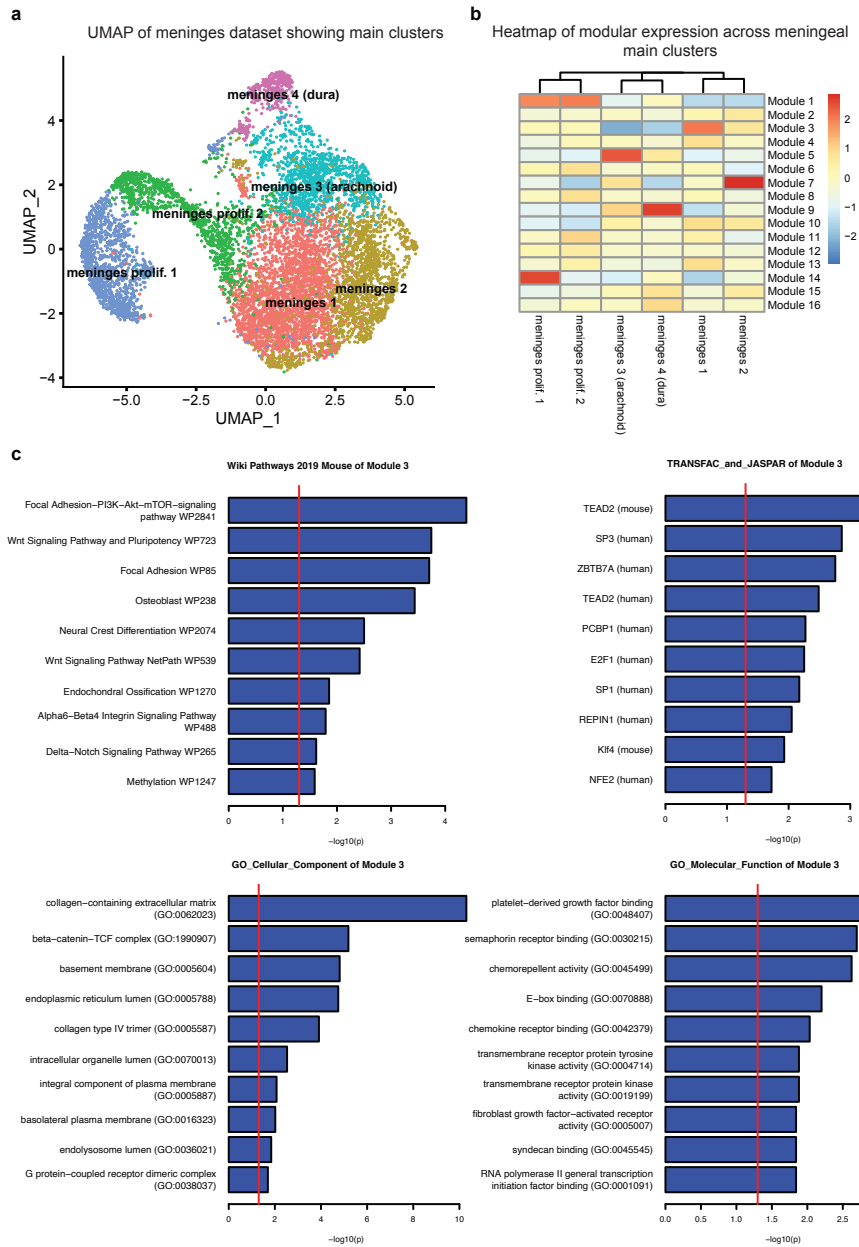 a
UMAP of meninges dataset showing main clusters
meninges 4 (dura)
meninges 3 (arachnoid)
meninges prolif. 2
meninges prolif. 1
meninges 2
meninges 1
UMAP_2
4
2
0
−2
−4
−5.0
−2.5
0.0
2.5
5.0
UMAP_1
b
Heatmap of modular expression across meningeal
main clusters
Module 1
Module 2
Module 3
Module 4
Module 5
Module 6
Module 7
Module 8
Module 9
Module 10
Module 11
Module 12
Module 13
Module 14
Module 15
Module 16
2
1
0
−1
−2
meninges prolif. 1
meninges prolif. 2
meninges 3 (arachnoid)
meninges 4 (dura)
meninges 1
meninges 2
c
Wiki Pathways 2019 Mouse of Module 3
Focal Adhesion−PI3K−Akt−mTOR−signaling
pathway WP2841
Wnt Signaling Pathway and Pluripotency WP723
Focal Adhesion WP85
Osteoblast WP238
Neural Crest Differentiation WP2074
Wnt Signaling Pathway NetPath WP539
Endochondral Ossification WP1270
Alpha6−Beta4 Integrin Signaling Pathway
WP488
Delta−Notch Signaling Pathway WP265
Methylation WP1247
0
1
2
3
4
−log10(p)
TRANSFAC_and_JASPAR of Module 3
TEAD2 (mouse)
SP3 (human)
ZBTB7A (human)
TEAD2 (human)
PCBP1 (human)
E2F1 (human)
SP1 (human)
REPIN1 (human)
Klf4 (mouse)
NFE2 (human)
0
1
2
3
−log10(p)
GO_Cellular_Component of Module 3
collagen−containing extracellular matrix
(GO:0062023)
beta−catenin−TCF complex (GO:1990907)
basement membrane (GO:0005604)
endoplasmic reticulum lumen (GO:0005788)
collagen type IV trimer (GO:0005587)
intracellular organelle lumen (GO:0070013)
integral component of plasma membrane
(GO:0005887)
basolateral plasma membrane (GO:0016323)
endolysosome lumen (GO:0036021)
G protein−coupled receptor dimeric complex
(GO:0038037)
0
2
4
6
8
10
−log10(p)
GO_Molecular_Function of Module 3
platelet−derived growth factor binding
(GO:0048407)
semaphorin receptor binding (GO:0030215)
chemorepellent activity (GO:0045499)
E−box binding (GO:0070888)
chemokine receptor binding (GO:0042379)
transmembrane receptor protein tyrosine
kinase activity (GO:0004714)
transmembrane receptor protein kinase
activity (GO:0019199)
fibroblast growth factor−activated receptor
activity (GO:0005007)
syndecan binding (GO:0045545)
RNA polymerase II general transcription
initiation factor binding (GO:0001091)
0.0
0.5
1.0
1.5
2.0
2.5
−log10(p)